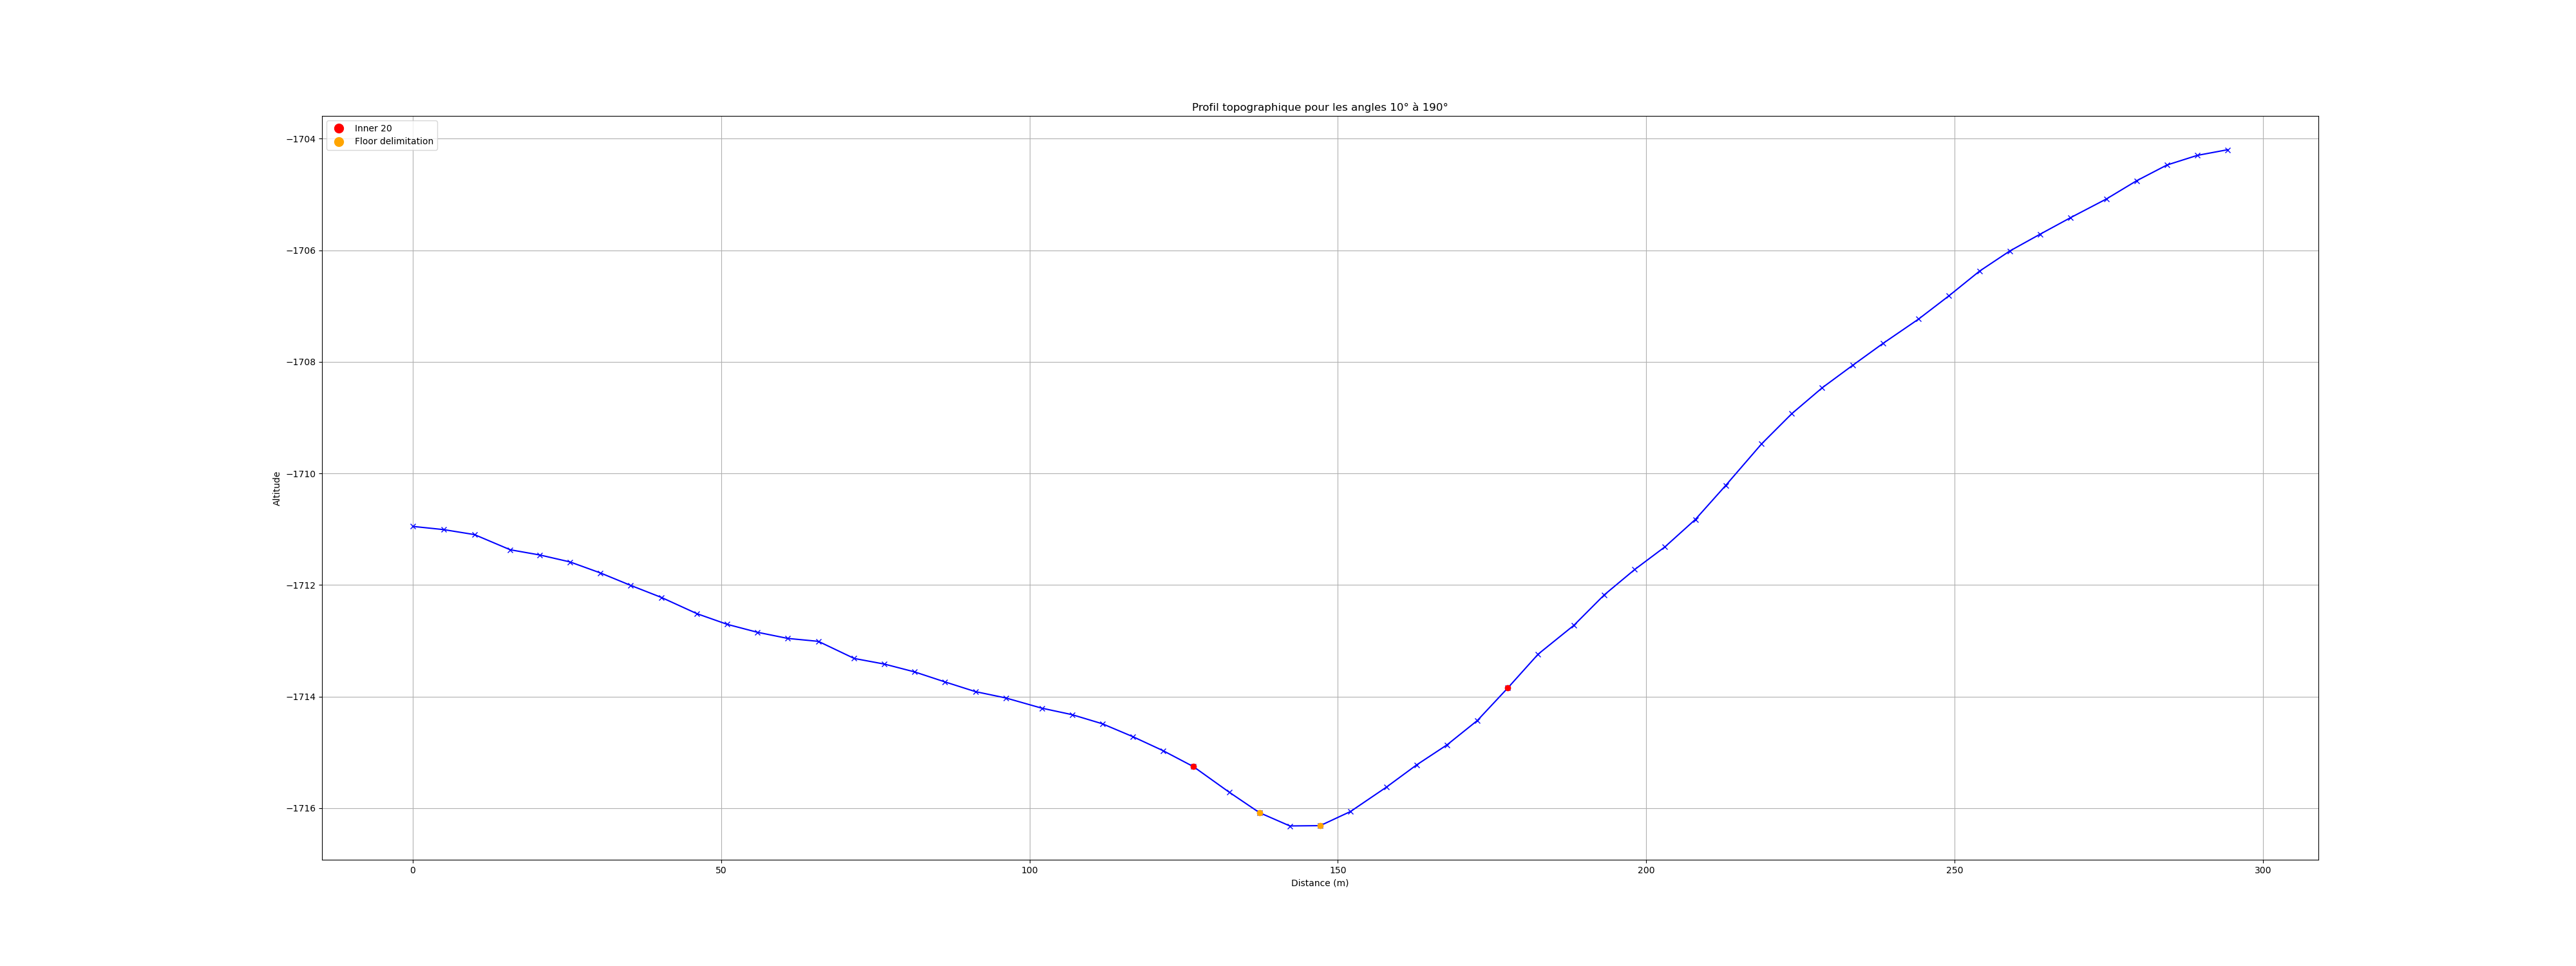 Profil topographique pour les angles 10° à 190°
Inner 20
Floor delimitation
−1704
−1706
−1708
−1710
−1712
−1714
−1716
Altitude
0 50 100 150 200 250 300
Distance (m)